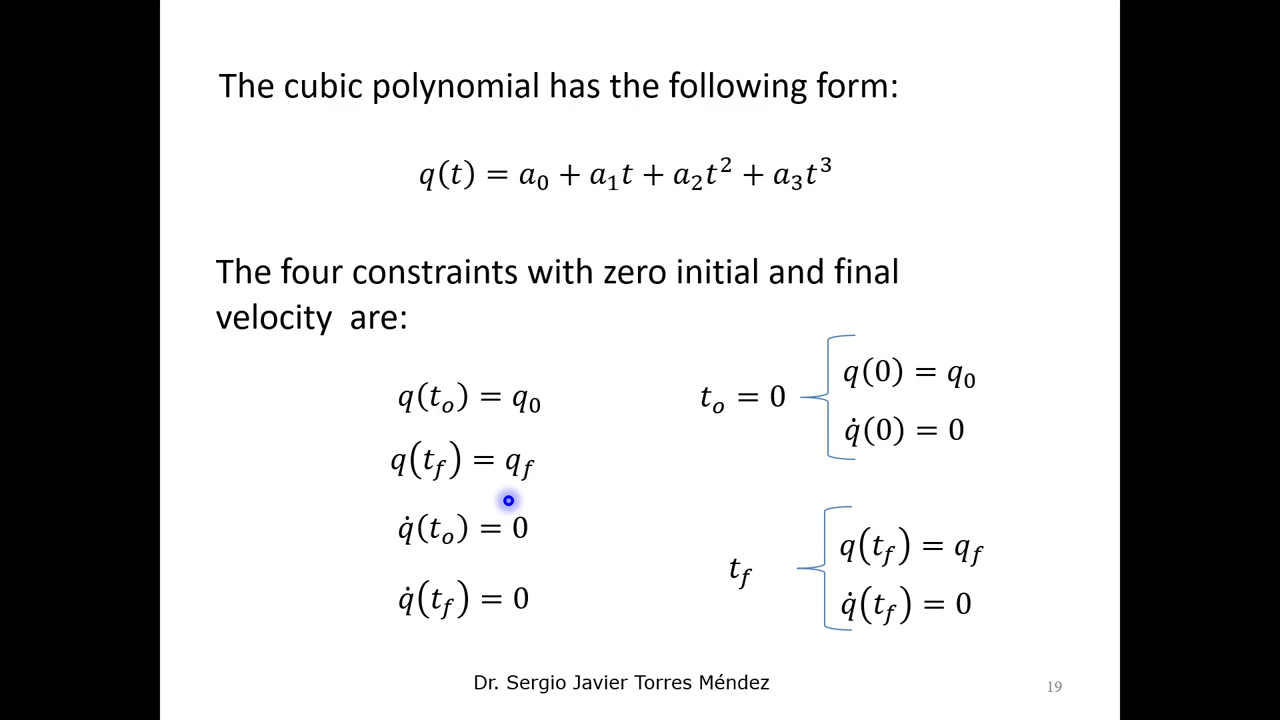 The cubic polynomial has the following form:
q(t) = a₀ + a₁t + a₂t² + a₃t³
The four constraints with zero initial and final
velocity are:
q(tₒ) = q₀
q(t_f) = q_f
q̇(tₒ) = 0
q̇(t_f) = 0
tₒ = 0
q(0) = q₀
q̇(0) = 0
t_f
q(t_f) = q_f
q̇(t_f) = 0
Dr. Sergio Javier Torres Méndez
19